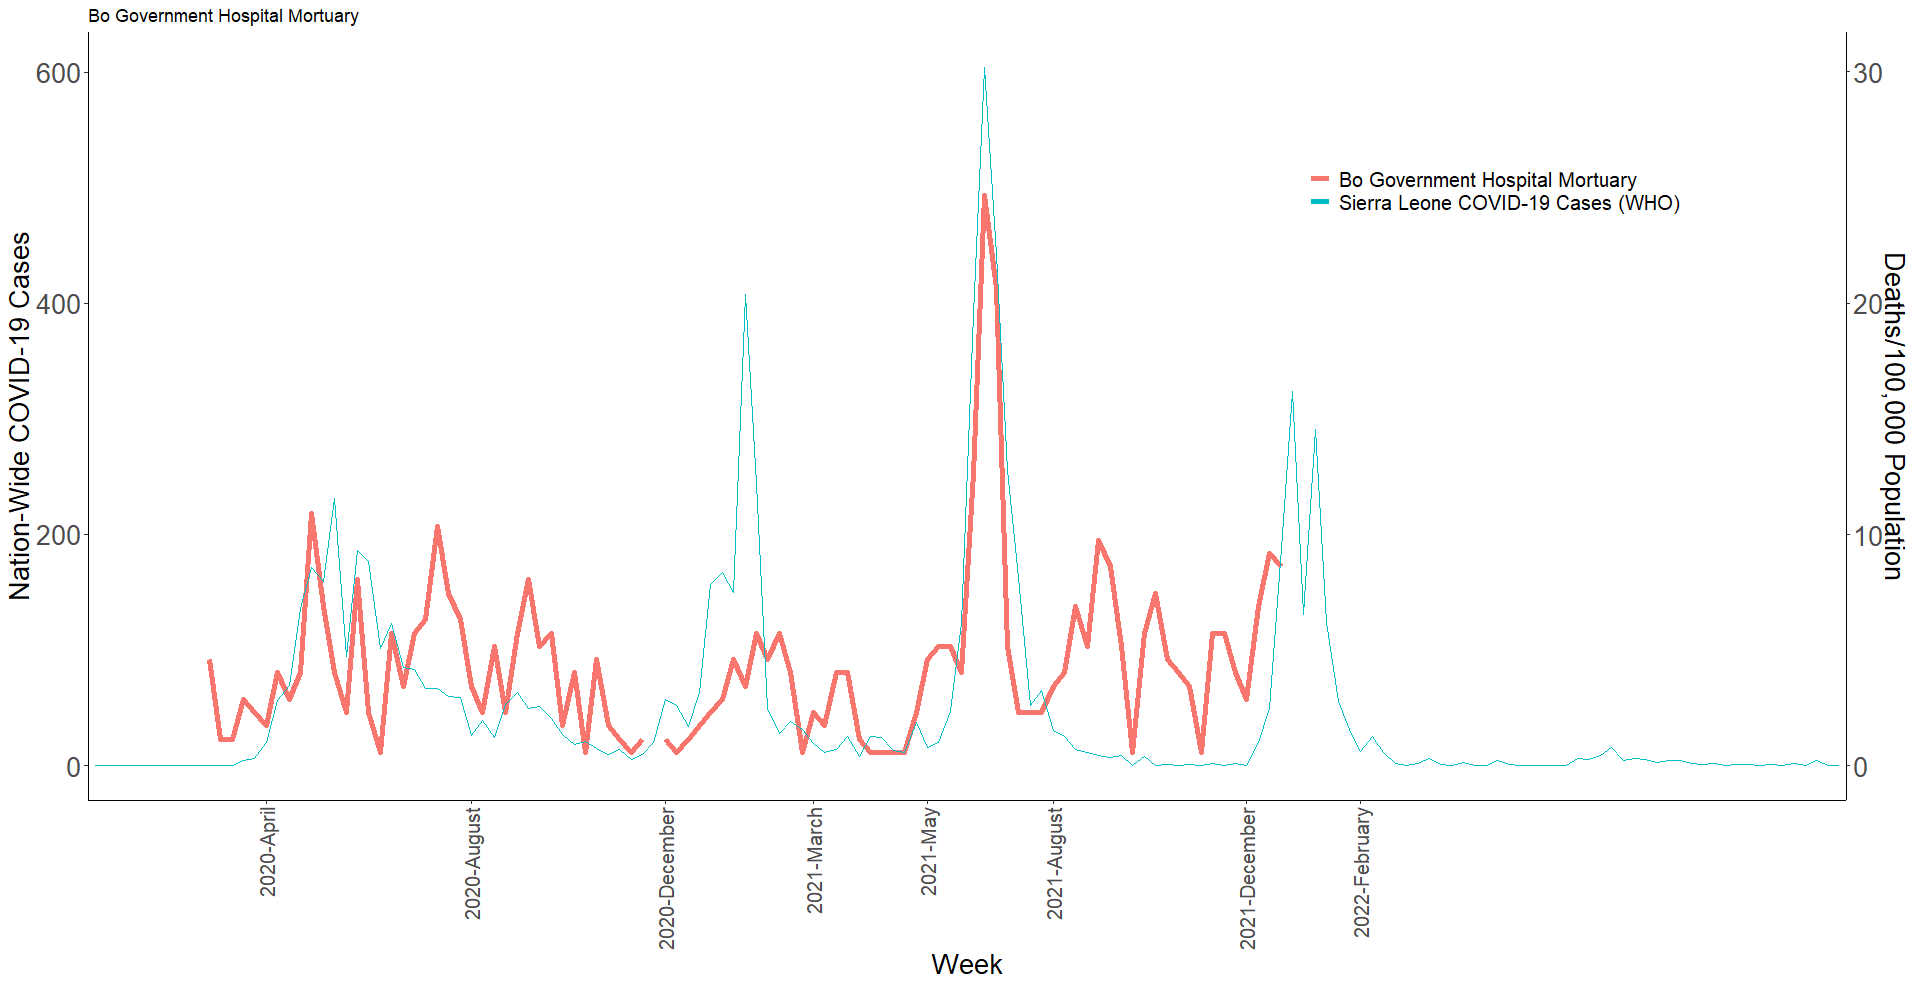 Bo Government Hospital Mortuary
Nation-Wide COVID-19 Cases
600
400
200
0
30
20
10
0
Deaths/100,000 Population
Bo Government Hospital Mortuary
Sierra Leone COVID-19 Cases (WHO)
2020-April
2020-August
2020-December
2021-March
2021-May
2021-August
2021-December
2022-February
Week